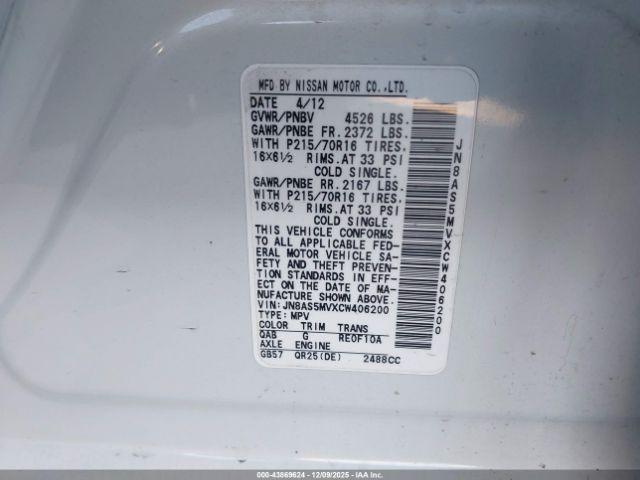 MFD BY NISSAN MOTOR CO.,LTD.
DATE 4/12
GVWR/PNBV 4526 LBS.
GAWR/PNBE FR. 2372 LBS.
WITH P215/70R16 TIRES.
16X6½ RIMS. AT 33 PSI
COLD SINGLE.
GAWR/PNBE RR. 2167 LBS.
WITH P215/70R16 TIRES.
16X6½ RIMS. AT 33 PSI
COLD SINGLE.
THIS VEHICLE CONFORMS
TO ALL APPLICABLE FED-
ERAL MOTOR VEHICLE SA-
FETY AND THEFT PREVEN-
TION STANDARDS IN EFF-
ECT ON THE DATE OF MA-
NUFACTURE SHOWN ABOVE.
VIN: JN8AS5MVXCW406200
TYPE: MPV
COLOR TRIM TRANS
QAB G RE0F10A
AXLE ENGINE
GB57 QR25(DE) 2488CC
JN8AS5MVXCW406200
000-43869624 | 12/09/2025 | IAA Inc. | Copart